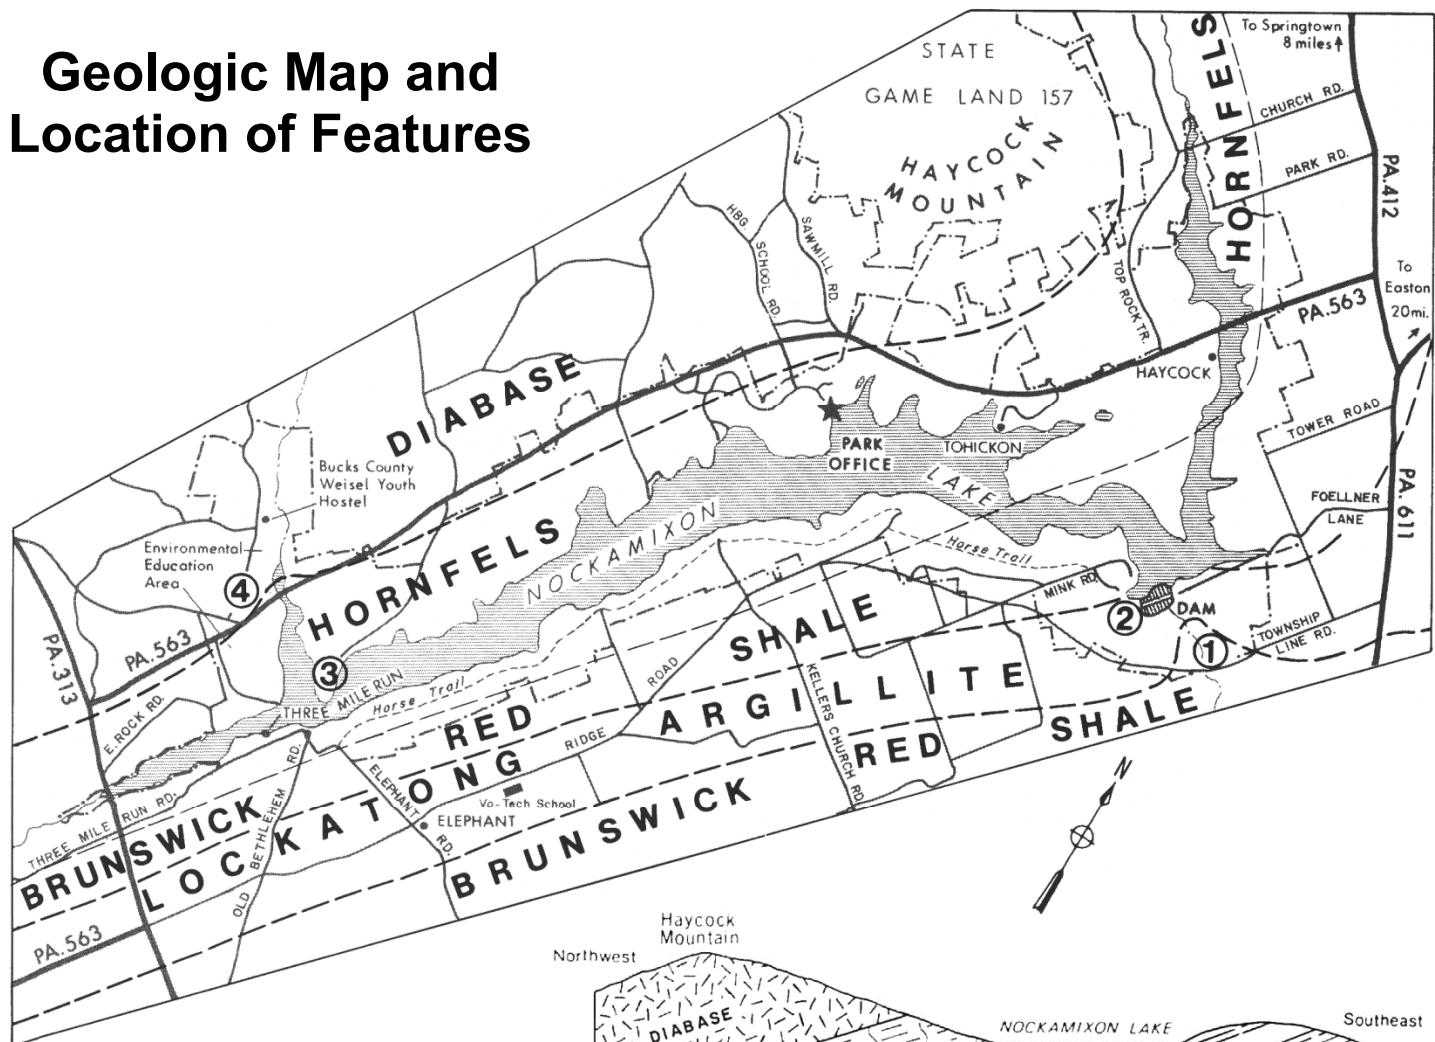 Geologic Map and
Location of Features
STATE
GAME LAND 157
HAYCOCK
MOUNTAIN
HORNFELS
To Springtown
8 miles
CHURCH RD.
PARK RD.
PA.412
To
Easton
20mi.
PA.563
HBG. SCHOOL RD.
SAWMILL RD.
TOP ROCK TR.
HAYCOCK
DIABASE
PARK
OFFICE
TOHICKON
TOWER ROAD
Bucks County
Weisel Youth
Hostel
LAKE
NOCKAMIXON
FOELLNER
LANE
PA.611
Environmental
Education
Area
4
HORNFELS
Horse Trail
MINK RD.
2
DAM
1
TOWNSHIP
LINE RD.
PA.313
PA.563
3
THREE MILE RUN
Horse Trail
E. ROCK RD.
ROAD
SHALE
KELLERS CHURCH RD.
ARGILLITE
RED
SHALE
RED
RIDGE
LOCKATONG
Vo-Tech School
ELEPHANT
ELEPHANT RD.
OLD BETHLEHEM RD.
THREE MILE RUN RD.
BRUNSWICK
BRUNSWICK
PA.563
N
Haycock
Mountain
Northwest
DIABASE
NOCKAMIXON LAKE
Southeast